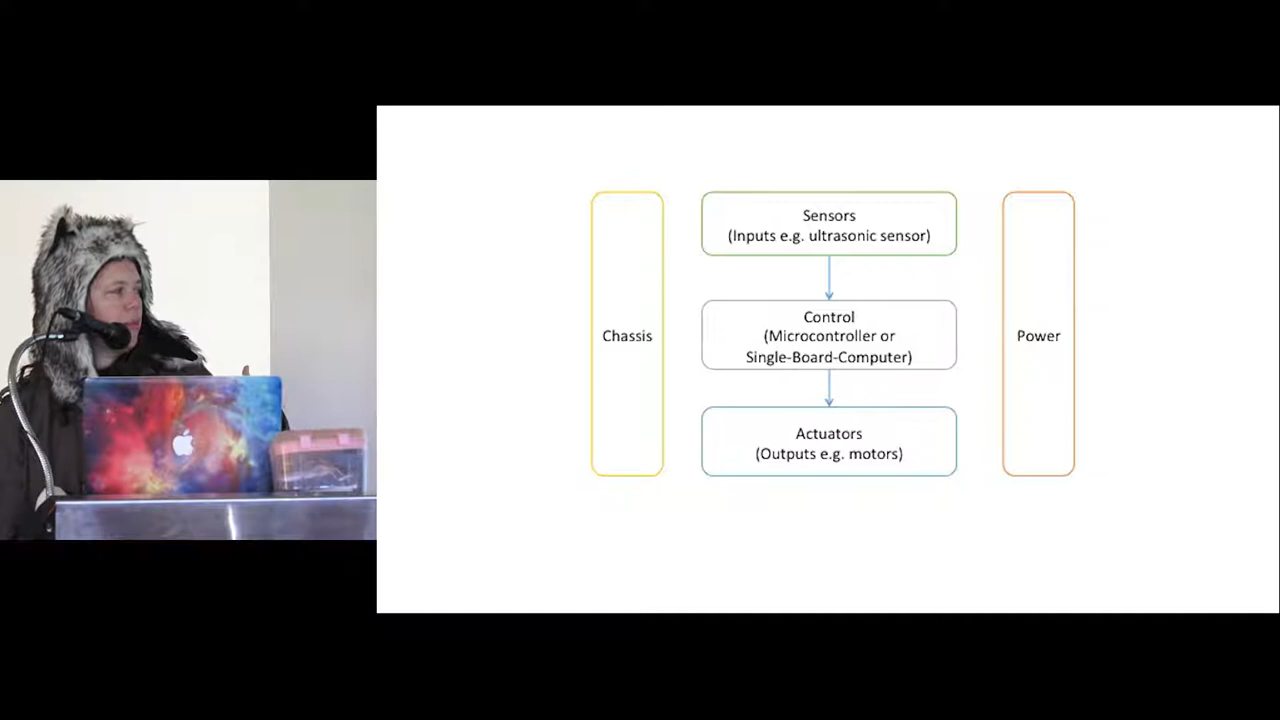 Sensors
(Inputs e.g. ultrasonic sensor)
Control
(Microcontroller or
Single-Board-Computer)
Actuators
(Outputs e.g. motors)
Chassis
Power